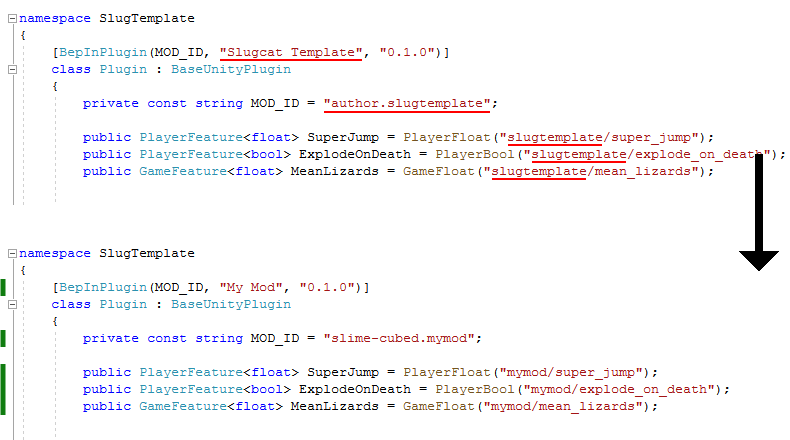 namespace SlugTemplate
{
[BepInPlugin(MOD_ID, "Slugcat Template", "0.1.0")]
class Plugin : BaseUnityPlugin
{
private const string MOD_ID = "author.slugtemplate";
public PlayerFeature<float> SuperJump = PlayerFloat("slugtemplate/super_jump");
public PlayerFeature<bool> ExplodeOnDeath = PlayerBool("slugtemplate/explode_on_death");
public GameFeature<float> MeanLizards = GameFloat("slugtemplate/mean_lizards");
namespace SlugTemplate
{
[BepInPlugin(MOD_ID, "My Mod", "0.1.0")]
class Plugin : BaseUnityPlugin
{
private const string MOD_ID = "slime-cubed.mymod";
public PlayerFeature<float> SuperJump = PlayerFloat("mymod/super_jump");
public PlayerFeature<bool> ExplodeOnDeath = PlayerBool("mymod/explode_on_death");
public GameFeature<float> MeanLizards = GameFloat("mymod/mean_lizards");